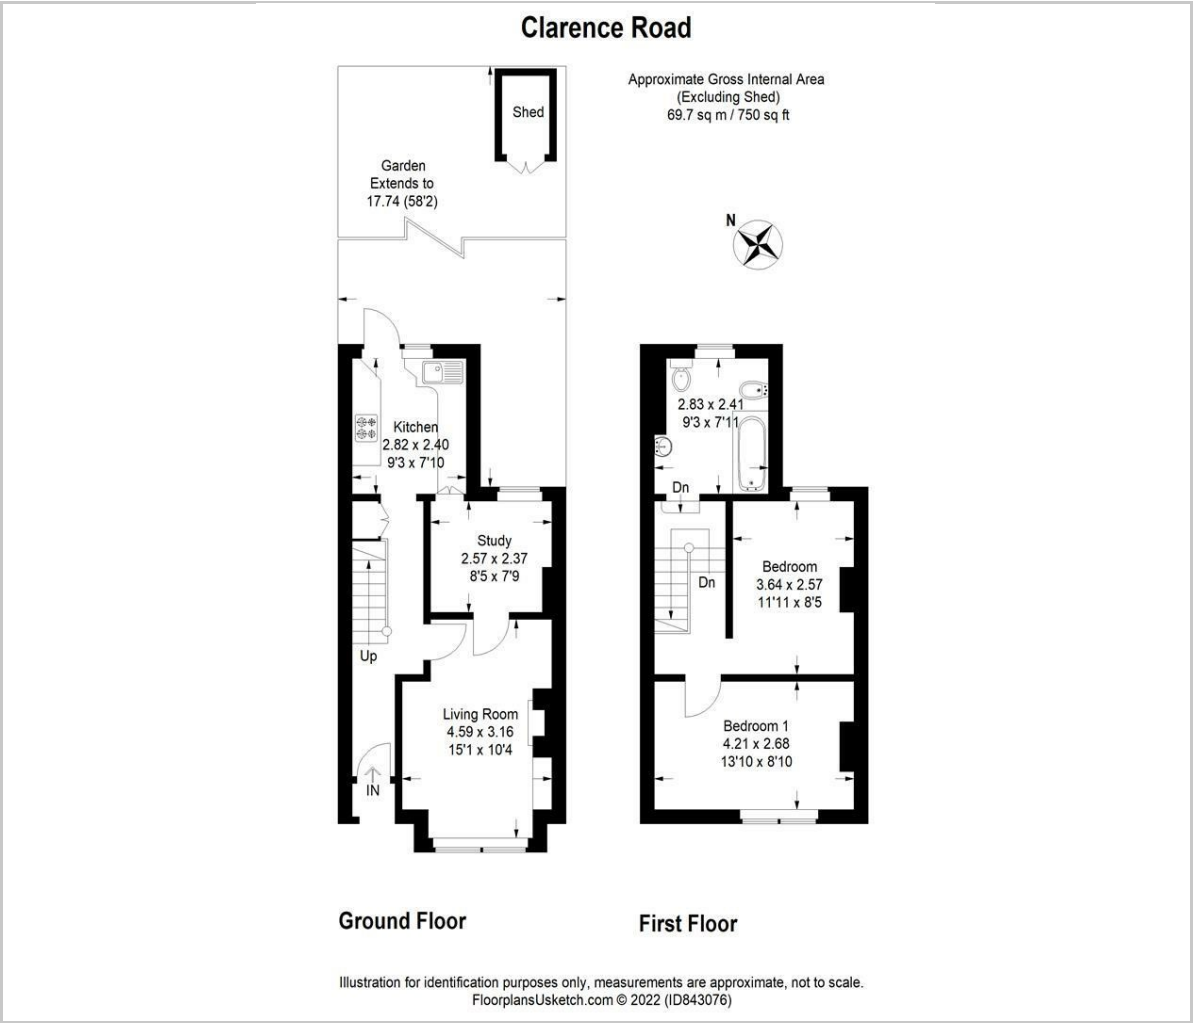 Clarence Road
Approximate Gross Internal Area
(Excluding Shed)
69.7 sq m / 750 sq ft
Shed
Garden
Extends to
17.74 (58'2)
N
Kitchen
2.82 x 2.40
9'3 x 7'10
Study
2.57 x 2.37
8'5 x 7'9
Up
Living Room
4.59 x 3.16
15'1 x 10'4
IN
2.83 x 2.41
9'3 x 7'11
Dn
Dn
Bedroom
3.64 x 2.57
11'11 x 8'5
Bedroom 1
4.21 x 2.68
13'10 x 8'10
Ground Floor
First Floor
Illustration for identification purposes only, measurements are approximate, not to scale.
FloorplansUsketch.com © 2022 (ID843076)